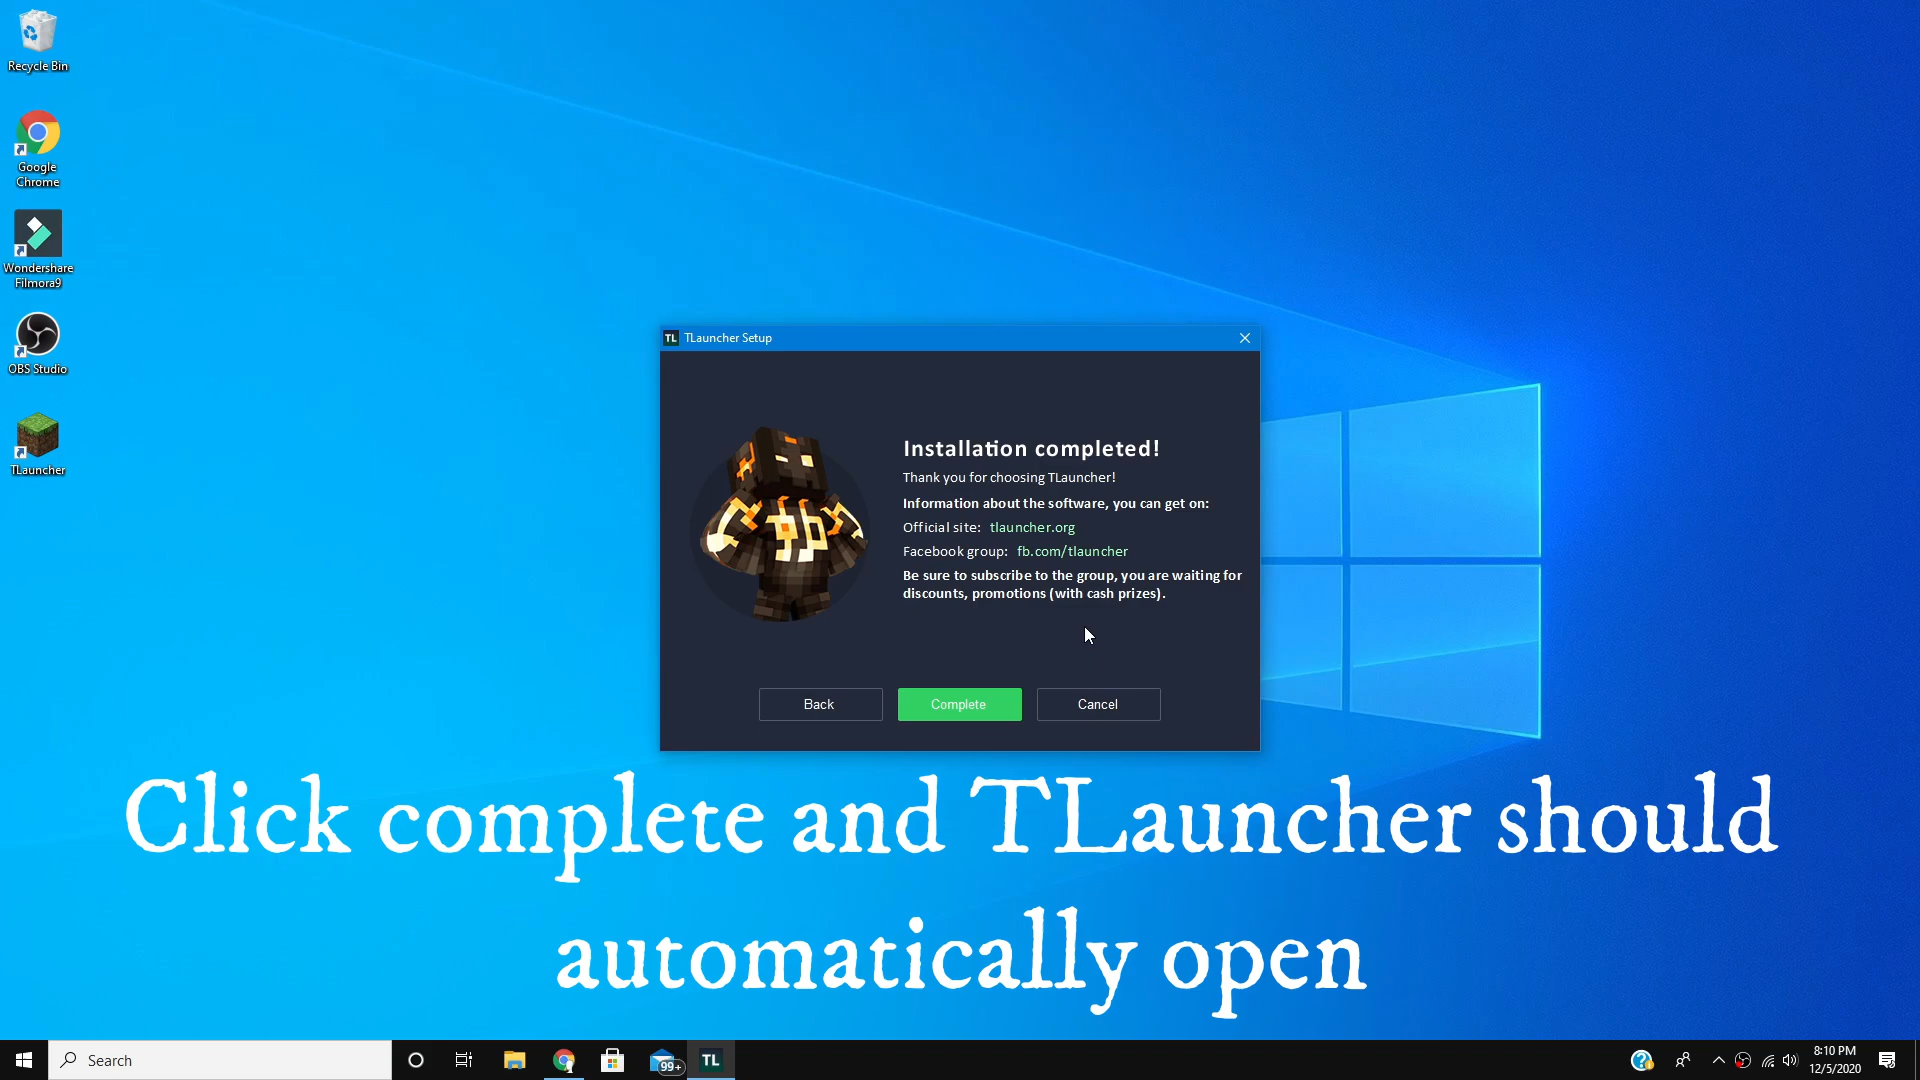 Recycle Bin
Google
Chrome
Wondershare
Filmora9
OBS Studio
TLauncher
TL TLauncher Setup
Installation completed!
Thank you for choosing TLauncher!
Information about the software, you can get on:
Official site: tlauncher.org
Facebook group: fb.com/tlauncher
Be sure to subscribe to the group, you are waiting for
discounts, promotions (with cash prizes).
Back Complete Cancel
Click complete and TLauncher should
automatically open
Search
99+
TL
8:10 PM
12/5/2020